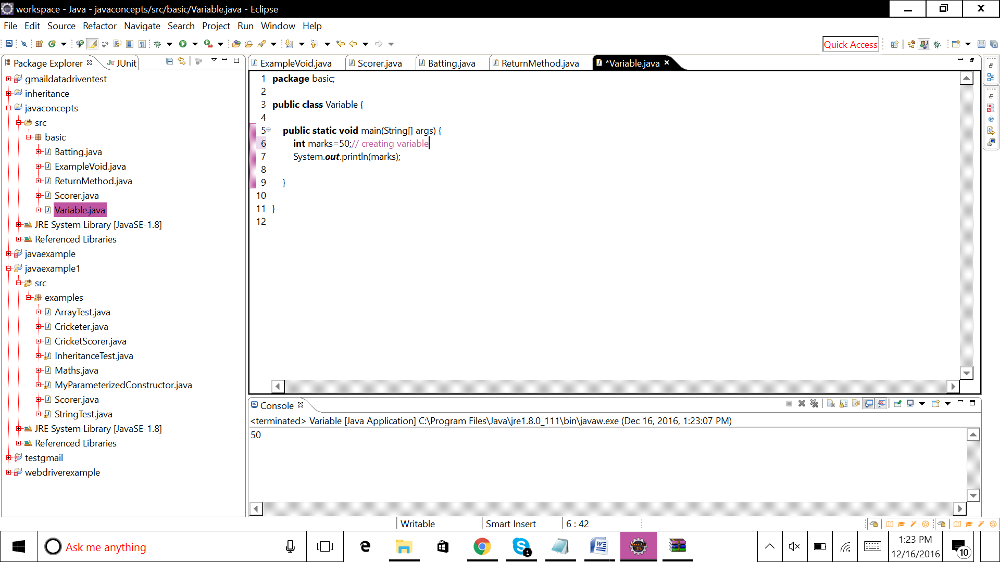 workspace - Java - javaconcepts/src/basic/Variable.java - Eclipse
File Edit Source Refactor Navigate Search Project Run Window Help
Quick Access
Package Explorer
JUnit
gmaildatadriventest
inheritance
javaconcepts
src
basic
Batting.java
ExampleVoid.java
ReturnMethod.java
Scorer.java
Variable.java
JRE System Library [JavaSE-1.8]
Referenced Libraries
javaexample
javaexample1
src
examples
ArrayTest.java
Cricketer.java
CricketScorer.java
InheritanceTest.java
Maths.java
MyParameterizedConstructor.java
Scorer.java
StringTest.java
JRE System Library [JavaSE-1.8]
Referenced Libraries
testgmail
webdriverexample
ExampleVoid.java Scorer.java Batting.java ReturnMethod.java *Variable.java
1 package basic;
2
3 public class Variable {
4
5 public static void main(String[] args) {
6 int marks=50;// creating variable
7 System.out.println(marks);
8
9 }
10
11 }
12
Console
<terminated> Variable [Java Application] C:\Program Files\Java\jre1.8.0_111\bin\javaw.exe (Dec 16, 2016, 1:23:07 PM)
50
Writable Smart Insert 6 : 42
Ask me anything
1
1:23 PM
12/16/2016
10